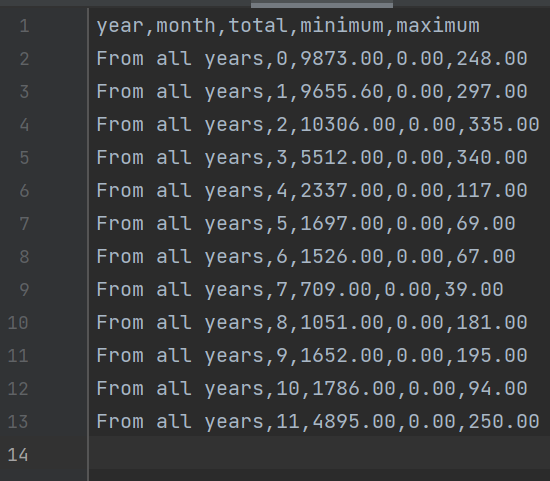 1 year,month,total,minimum,maximum
2 From all years,0,9873.00,0.00,248.00
3 From all years,1,9655.60,0.00,297.00
4 From all years,2,10306.00,0.00,335.00
5 From all years,3,5512.00,0.00,340.00
6 From all years,4,2337.00,0.00,117.00
7 From all years,5,1697.00,0.00,69.00
8 From all years,6,1526.00,0.00,67.00
9 From all years,7,709.00,0.00,39.00
10 From all years,8,1051.00,0.00,181.00
11 From all years,9,1652.00,0.00,195.00
12 From all years,10,1786.00,0.00,94.00
13 From all years,11,4895.00,0.00,250.00
14